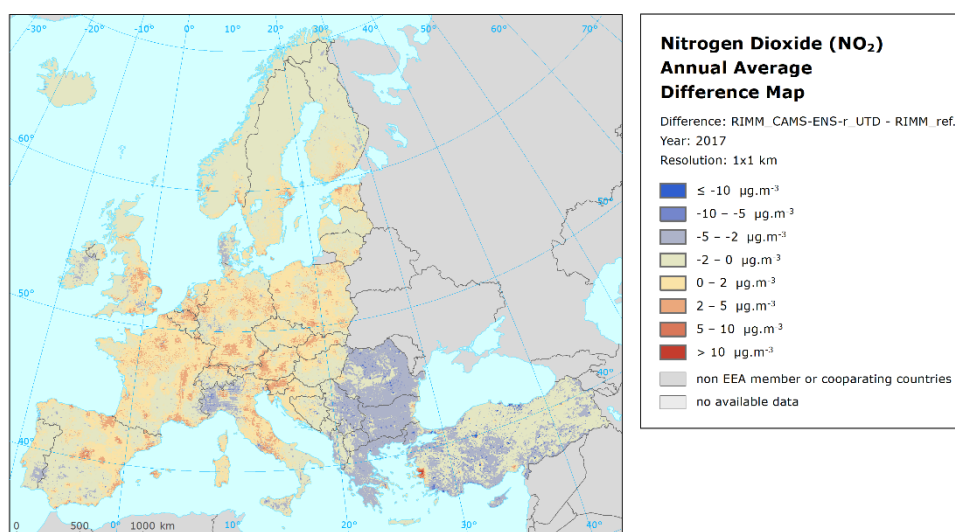 -30° -20° -10° 0° 10° 20° 30° 40° 50° 60° 70°
60°
50°
50°
40°
40°
0 500 1000 km
0° 10° 20° 30° 40°
Nitrogen Dioxide (NO₂)
Annual Average
Difference Map
Difference: RIMM_CAMS-ENS-r_UTD - RIMM_ref.
Year: 2017
Resolution: 1x1 km
≤ -10 µg.m⁻³
-10 – -5 µg.m⁻³
-5 – -2 µg.m⁻³
-2 – 0 µg.m⁻³
0 – 2 µg.m⁻³
2 – 5 µg.m⁻³
5 – 10 µg.m⁻³
> 10 µg.m⁻³
non EEA member or cooparating countries
no available data